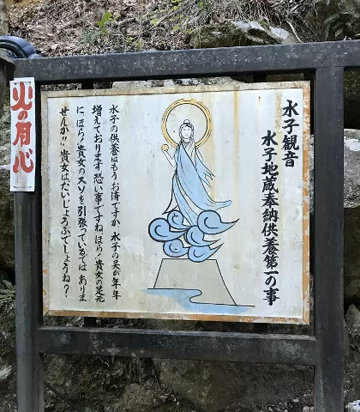 水子観音
水子地蔵奉納供養第一の事
水子の供養はもうお済ですか 水子の霊が年年
増えております恐い事ですねほら!貴女の足元
にほら!貴女のスソを引張っているではありま
せんか!!貴女はだいじょうぶでしょうね?
火の用心